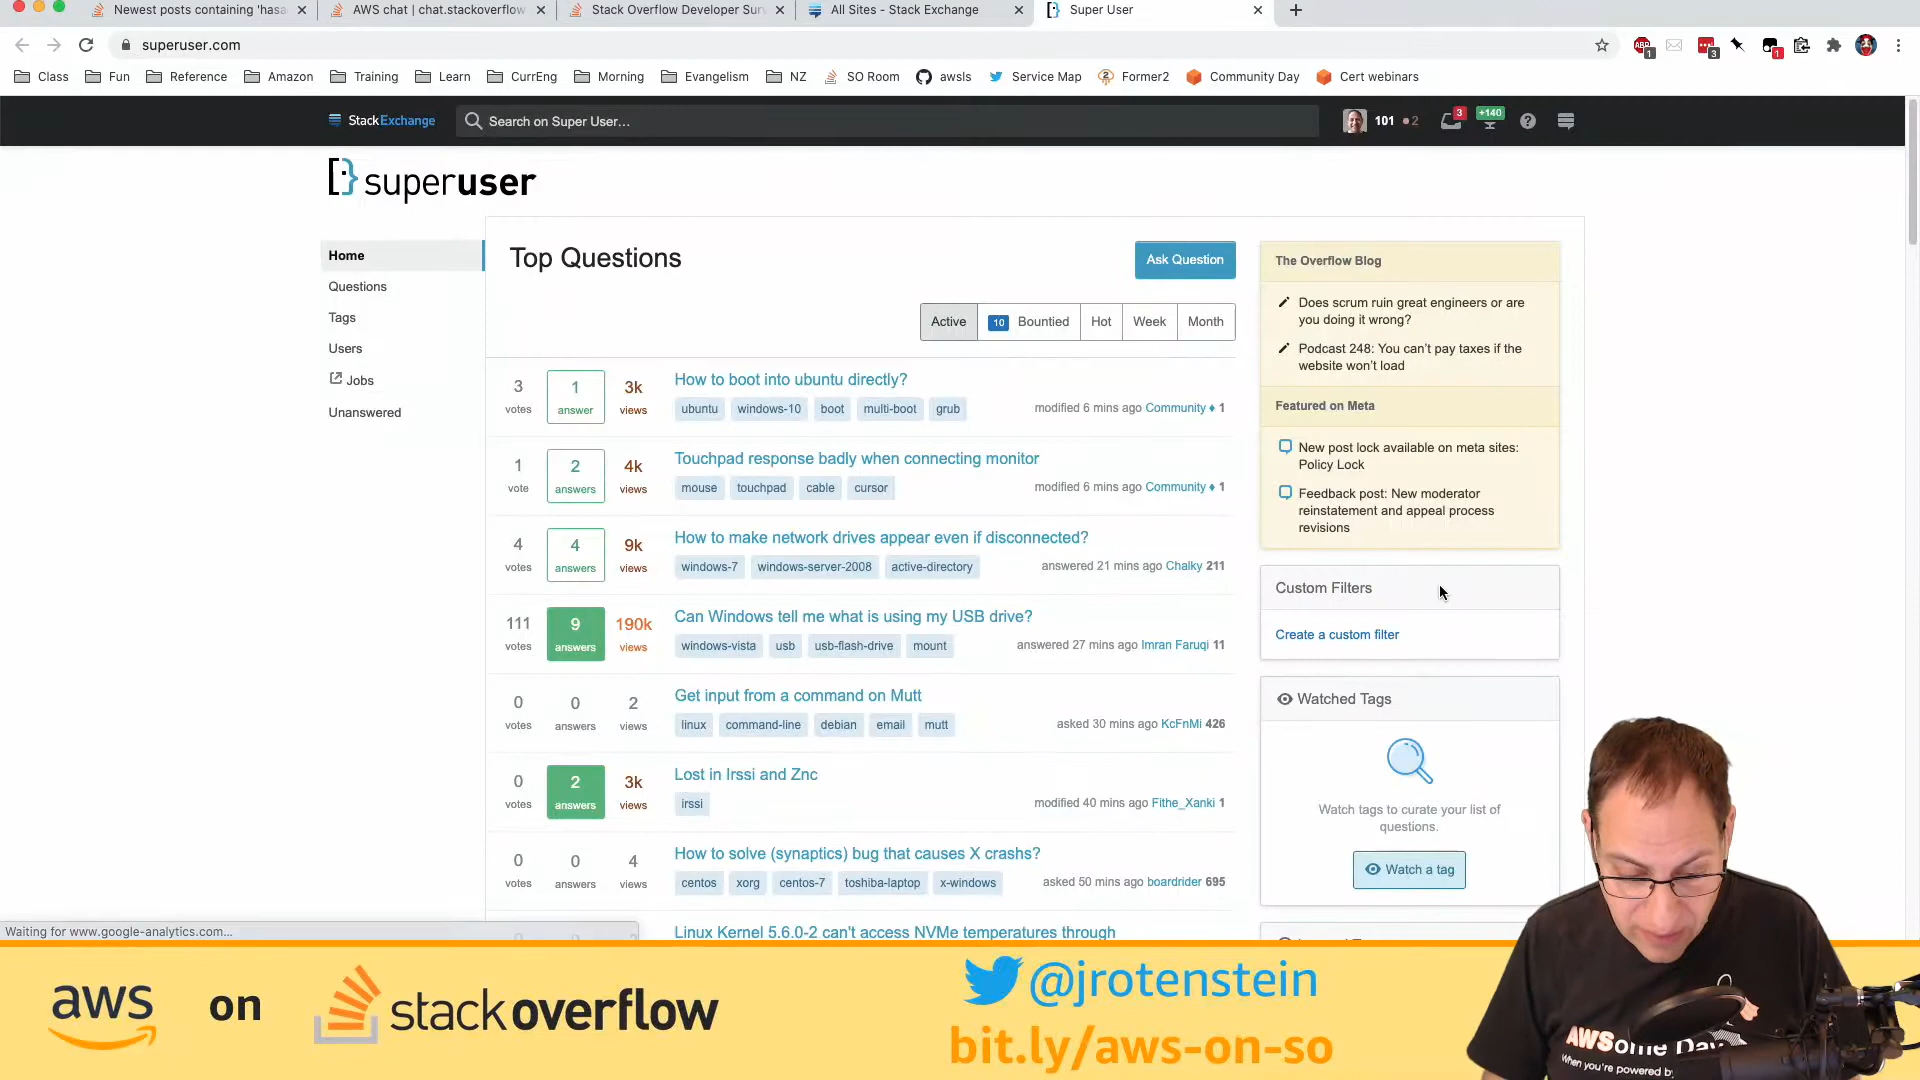 Newest posts containing 'hasa
AWS chat | chat.stackoverflow
Stack Overflow Developer Sur
All Sites - Stack Exchange
Super User
superuser.com
ABP
1
3
1
Class
Fun
Reference
Amazon
Training
Learn
CurrEng
Morning
Evangelism
NZ
SO Room
awsls
Service Map
Former2
Community Day
Cert webinars
StackExchange
Search on Super User...
101 2
3
+140
superuser
Home
Questions
Tags
Users
Jobs
Unanswered
Top Questions
Ask Question
Active
10 Bountied
Hot
Week
Month
3 votes
1 answer
3k views
How to boot into ubuntu directly?
ubuntu windows-10 boot multi-boot grub
modified 6 mins ago Community ♦ 1
1 vote
2 answers
4k views
Touchpad response badly when connecting monitor
mouse touchpad cable cursor
modified 6 mins ago Community ♦ 1
4 votes
4 answers
9k views
How to make network drives appear even if disconnected?
windows-7 windows-server-2008 active-directory
answered 21 mins ago Chalky 211
111 votes
9 answers
190k views
Can Windows tell me what is using my USB drive?
windows-vista usb usb-flash-drive mount
answered 27 mins ago Imran Faruqi 11
0 votes
0 answers
2 views
Get input from a command on Mutt
linux command-line debian email mutt
asked 30 mins ago KcFnMi 426
0 votes
2 answers
3k views
Lost in Irssi and Znc
irssi
modified 40 mins ago Fithe_Xanki 1
0 votes
0 answers
4 views
How to solve (synaptics) bug that causes X crashes?
centos xorg centos-7 toshiba-laptop x-windows
asked 50 mins ago boardrider 695
Linux Kernel 5.6.0-2 can't access NVMe temperatures through
The Overflow Blog
Does scrum ruin great engineers or are
you doing it wrong?
Podcast 248: You can't pay taxes if the
website won't load
Featured on Meta
New post lock available on meta sites:
Policy Lock
Feedback post: New moderator
reinstatement and appeal process
revisions
Custom Filters
Create a custom filter
Watched Tags
Watch tags to curate your list of
questions.
Watch a tag
Waiting for www.google-analytics.com...
aws on stackoverflow
@jrotenstein
bit.ly/aws-on-so
AWSome Day
When you're powered by